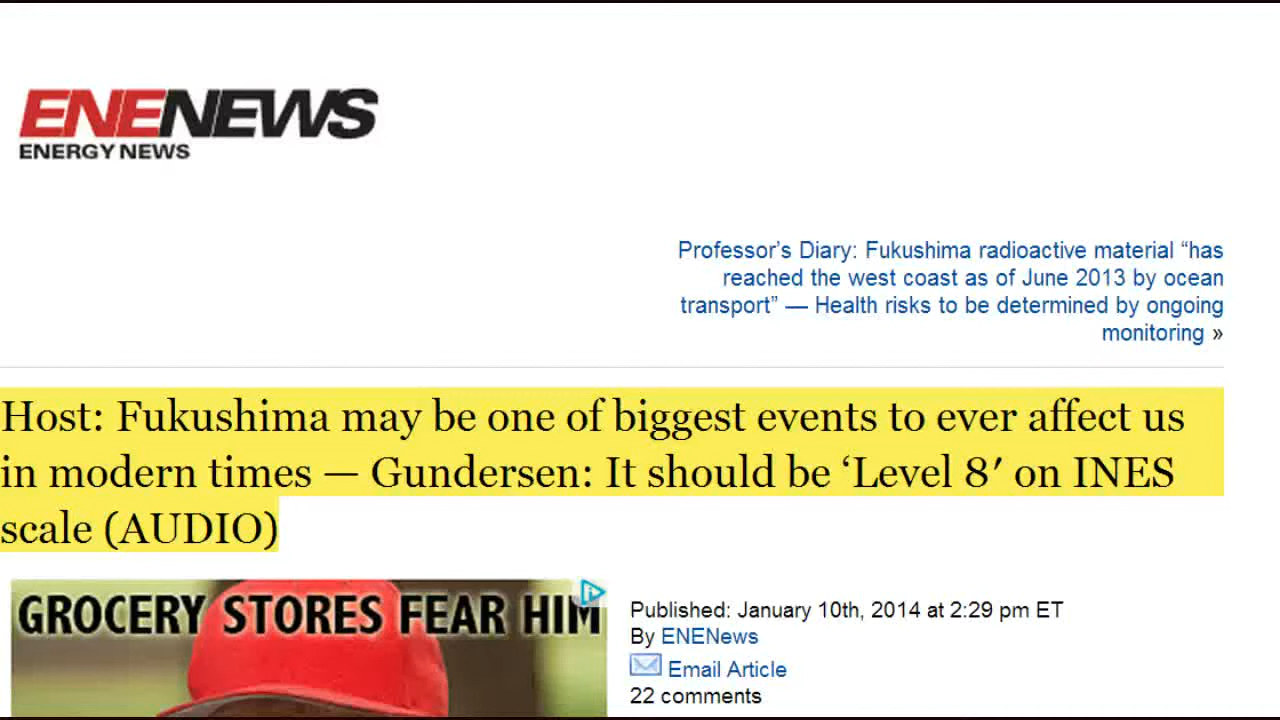 ENENEWS
ENERGY NEWS
Professor’s Diary: Fukushima radioactive material “has
reached the west coast as of June 2013 by ocean
transport” — Health risks to be determined by ongoing
monitoring »
Host: Fukushima may be one of biggest events to ever affect us
in modern times — Gundersen: It should be ‘Level 8′ on INES
scale (AUDIO)
GROCERY STORES FEAR HIM
Published: January 10th, 2014 at 2:29 pm ET
By ENENews
Email Article
22 comments